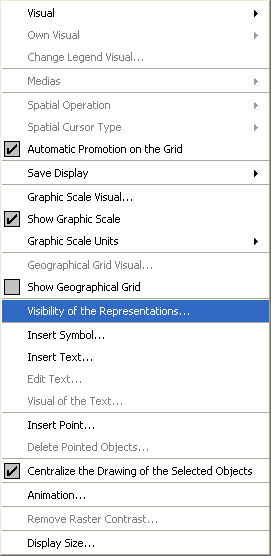 Visual
Own Visual
Change Legend Visual...
Medias
Spatial Operation
Spatial Cursor Type
Automatic Promotion on the Grid
Save Display
Graphic Scale Visual...
Show Graphic Scale
Graphic Scale Units
Geographical Grid Visual...
Show Geographical Grid
Visibility of the Representations...
Insert Symbol...
Insert Text...
Edit Text...
Visual of the Text...
Insert Point...
Delete Pointed Objects...
Centralize the Drawing of the Selected Objects
Animation...
Remove Raster Contrast...
Display Size...